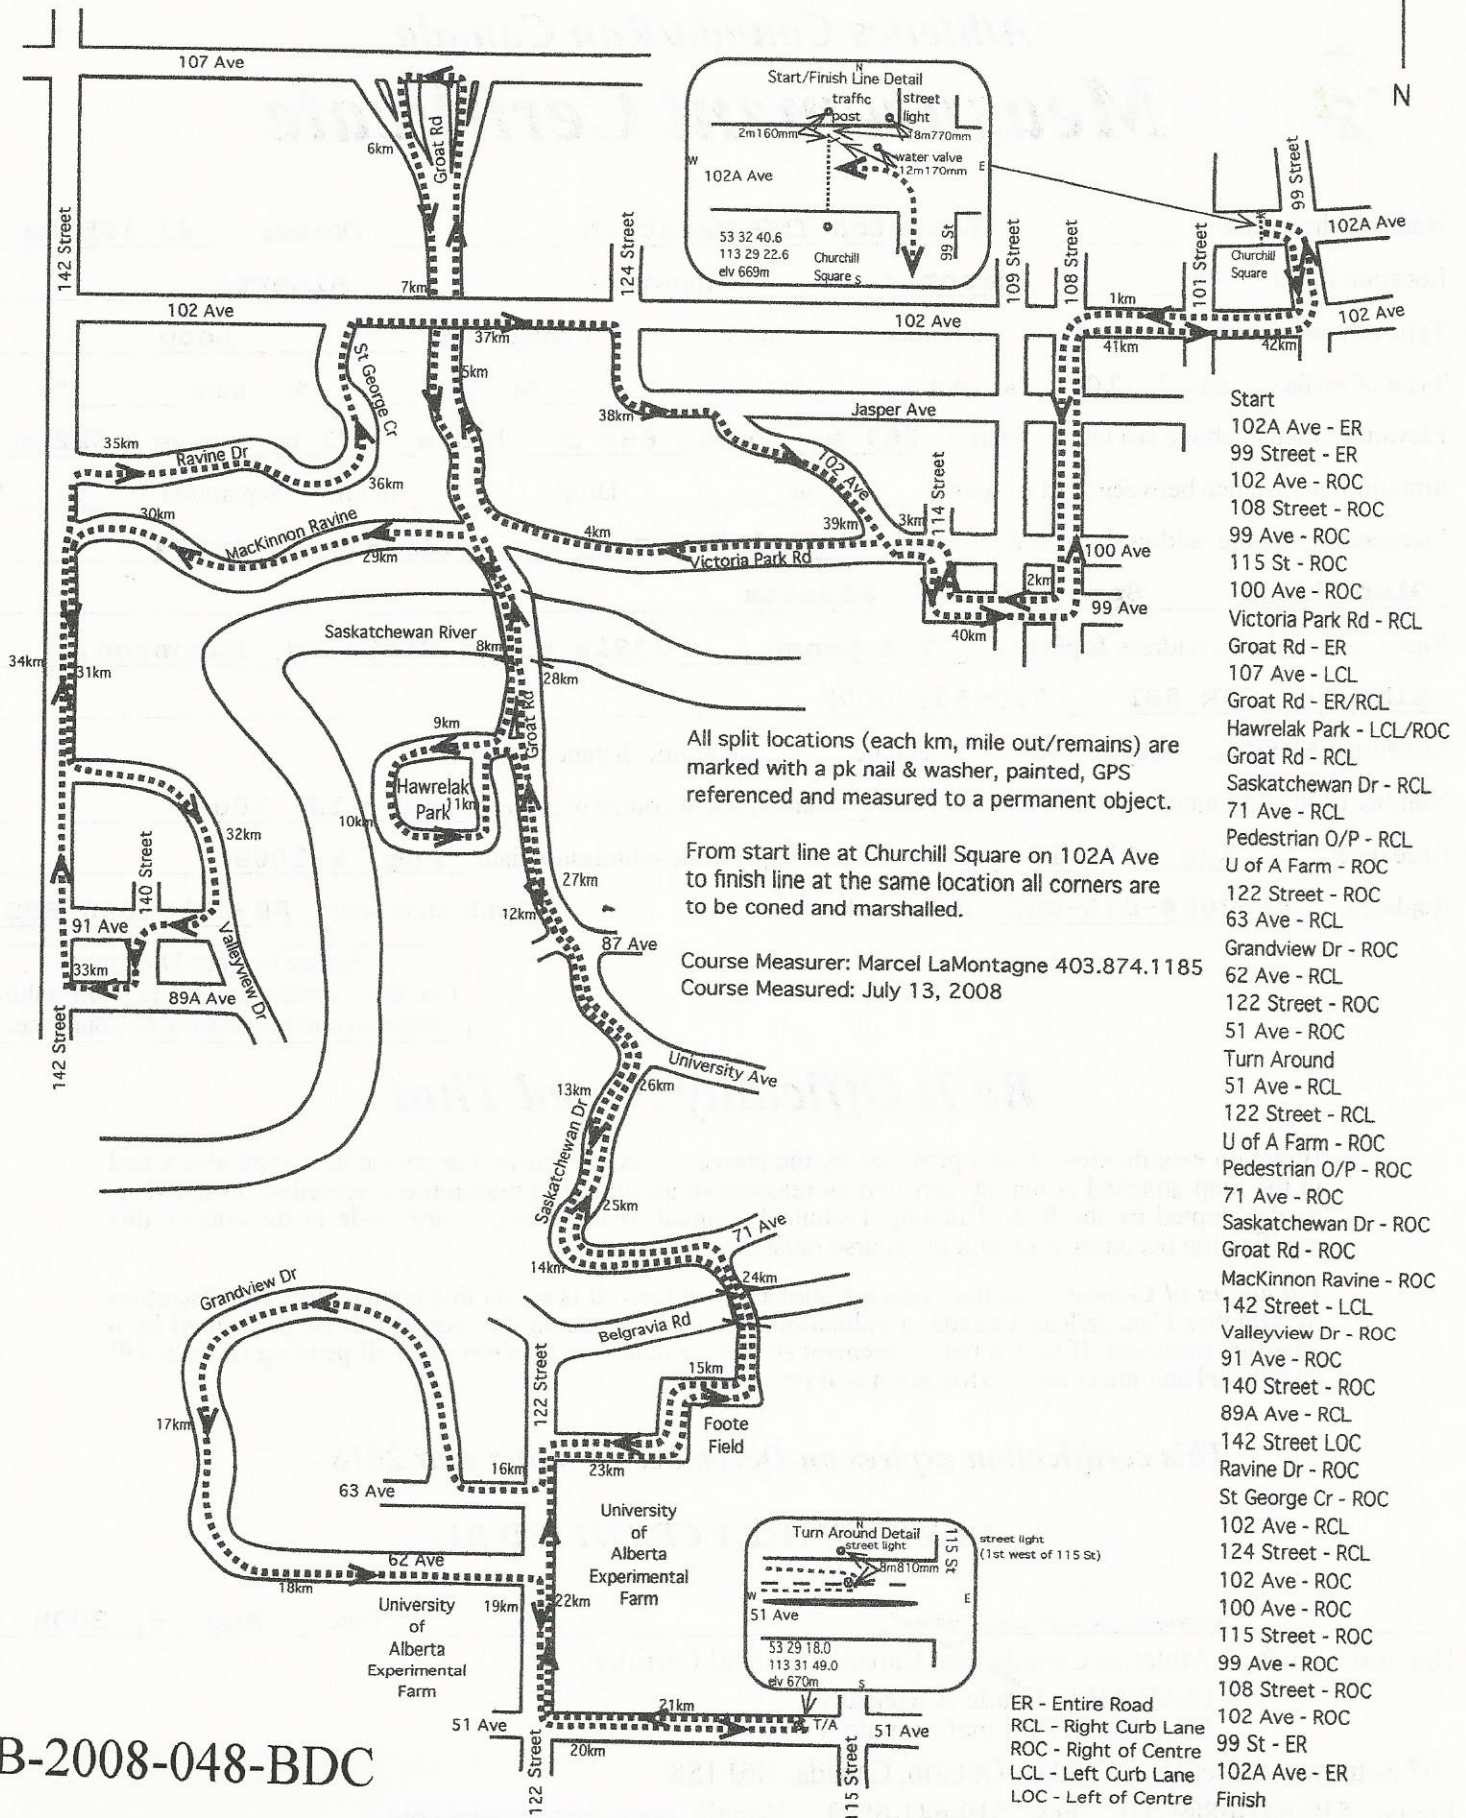 N
107 Ave
6km
Groat Rd
142 Street
7km
102 Ave
124 Street
Start/Finish Line Detail
N
traffic
post
street
light
2m160mm
8m770mm
water valve
12m170mm
W
E
102A Ave
53 32 40.6
113 29 22.6
elv 669m
Churchill
Square
S
99 St
109 Street
108 Street
101 Street
99 Street
102A Ave
Churchill
Square
1km
102 Ave
102 Ave
41km
42km
37km
5km
St George Cr
38km
Jasper Ave
35km
Ravine Dr
36km
102 Ave
114 Street
30km
MacKinnon Ravine
29km
4km
39km
3km
Victoria Park Rd
100 Ave
2km
99 Ave
40km
Saskatchewan River
8km
28km
34km
31km
9km
Groat Rd
Hawrelak
Park
11km
10km
32km
140 Street
91 Ave
33km
89A Ave
Valleyview Dr
142 Street
27km
12km
87 Ave
All split locations (each km, mile out/remains) are
marked with a pk nail & washer, painted, GPS
referenced and measured to a permanent object.
From start line at Churchill Square on 102A Ave
to finish line at the same location all corners are
to be coned and marshalled.
Course Measurer: Marcel LaMontagne 403.874.1185
Course Measured: July 13, 2008
University Ave
13km
26km
Saskatchewan Dr
25km
71 Ave
14km
24km
Grandview Dr
Belgravia Rd
122 Street
15km
17km
Foote
Field
16km
23km
63 Ave
University
of
Alberta
Experimental
Farm
62 Ave
18km
19km
22km
University
of
Alberta
Experimental
Farm
Turn Around Detail
N
street light
115 St
8m810mm
W
E
51 Ave
53 29 18.0
113 31 49.0
elv 670m
S
street light
(1st west of 115 St)
51 Ave
21km
T/A
51 Ave
20km
122 Street
115 Street
B-2008-048-BDC
Start
102A Ave - ER
99 Street - ER
102 Ave - ROC
108 Street - ROC
99 Ave - ROC
115 St - ROC
100 Ave - ROC
Victoria Park Rd - RCL
Groat Rd - ER
107 Ave - LCL
Groat Rd - ER/RCL
Hawrelak Park - LCL/ROC
Groat Rd - RCL
Saskatchewan Dr - RCL
71 Ave - RCL
Pedestrian O/P - RCL
U of A Farm - ROC
122 Street - ROC
63 Ave - RCL
Grandview Dr - ROC
62 Ave - RCL
122 Street - ROC
51 Ave - ROC
Turn Around
51 Ave - RCL
122 Street - RCL
U of A Farm - ROC
Pedestrian O/P - ROC
71 Ave - ROC
Saskatchewan Dr - ROC
Groat Rd - ROC
MacKinnon Ravine - ROC
142 Street - LCL
Valleyview Dr - ROC
91 Ave - ROC
140 Street - ROC
89A Ave - RCL
142 Street LOC
Ravine Dr - ROC
St George Cr - ROC
102 Ave - RCL
124 Street - RCL
102 Ave - ROC
100 Ave - ROC
115 Street - ROC
99 Ave - ROC
108 Street - ROC
102 Ave - ROC
99 St - ER
102A Ave - ER
Finish
ER - Entire Road
RCL - Right Curb Lane
ROC - Right of Centre
LCL - Left Curb Lane
LOC - Left of Centre